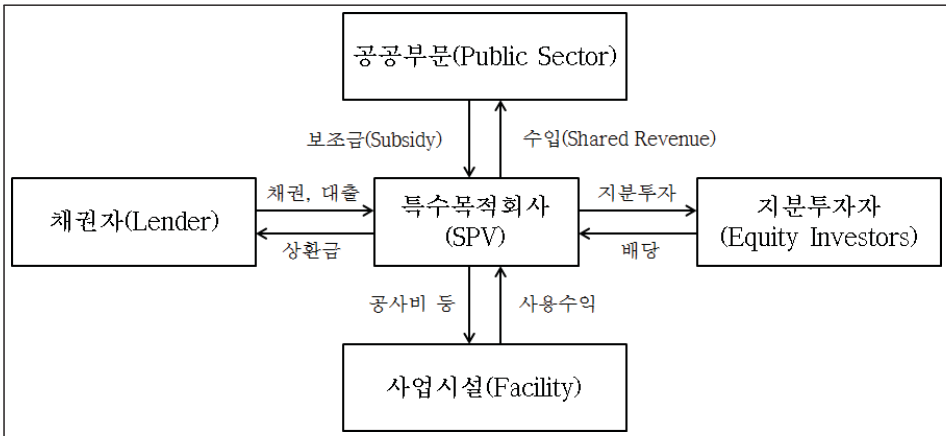 공공부문(Public Sector)
보조금(Subsidy)
수입(Shared Revenue)
채권자(Lender)
채권, 대출
상환금
특수목적회사
(SPV)
지분투자
배당
지분투자자
(Equity Investors)
공사비 등
사용수익
사업시설(Facility)